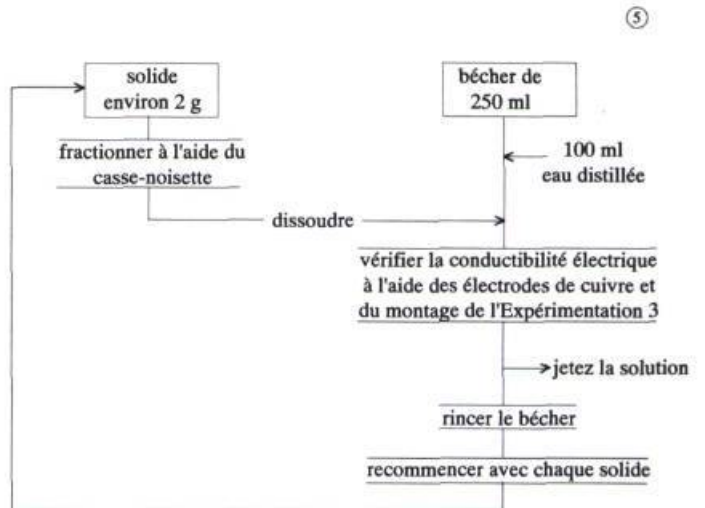 ⑤
solide
environ 2 g
fractionner à l'aide du
casse-noisette
bécher de
250 ml
100 ml
eau distillée
dissoudre
vérifier la conductibilité électrique
à l'aide des électrodes de cuivre et
du montage de l'Expérimentation 3
jetez la solution
rincer le bécher
recommencer avec chaque solide